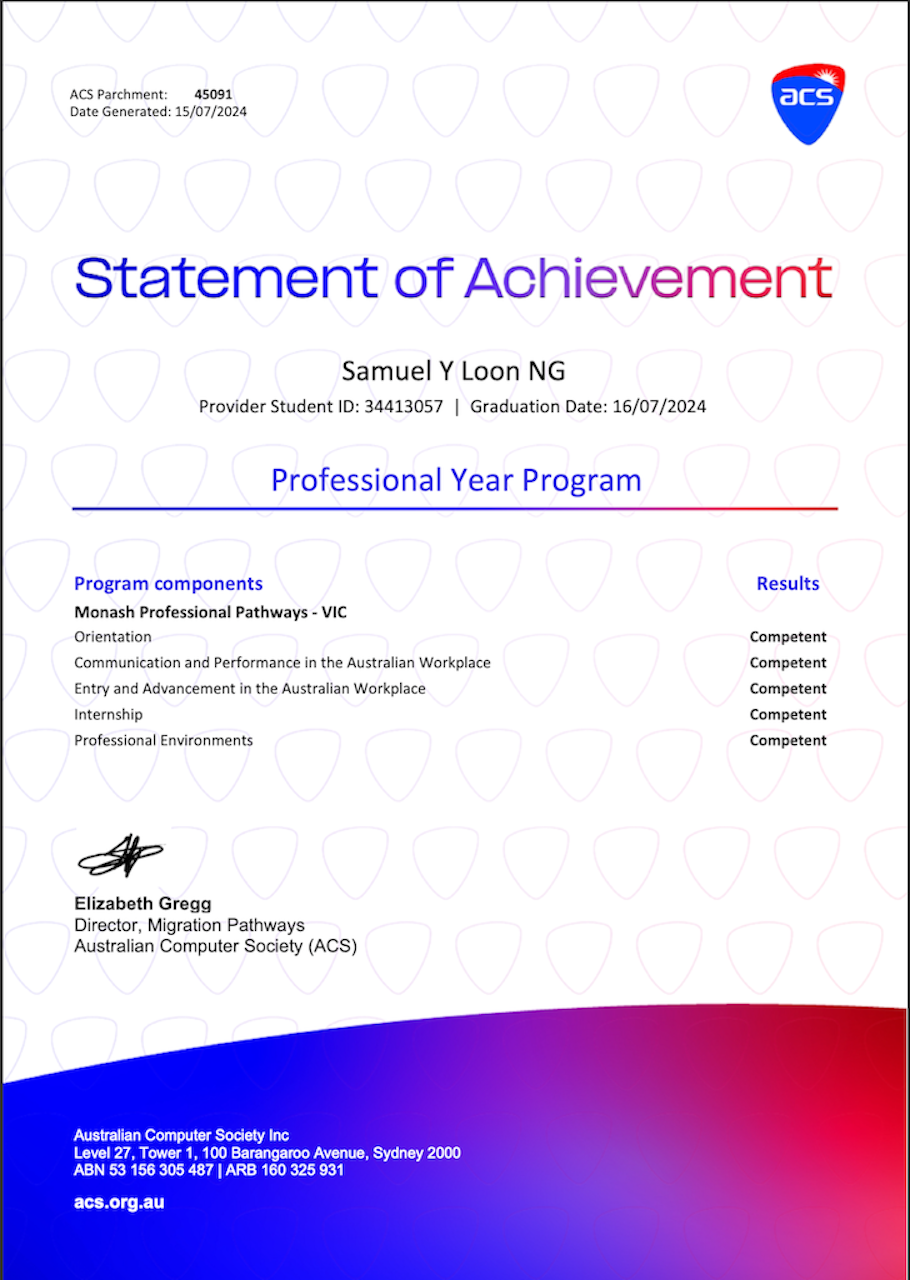 ACS Parchment: 45091
Date Generated: 15/07/2024
acs
Statement of Achievement
Samuel Y Loon NG
Provider Student ID: 34413057 | Graduation Date: 16/07/2024
Professional Year Program
Program components Results
Monash Professional Pathways - VIC
Orientation Competent
Communication and Performance in the Australian Workplace Competent
Entry and Advancement in the Australian Workplace Competent
Internship Competent
Professional Environments Competent
Elizabeth Gregg
Director, Migration Pathways
Australian Computer Society (ACS)
Australian Computer Society Inc
Level 27, Tower 1, 100 Barangaroo Avenue, Sydney 2000
ABN 53 156 305 487 | ARB 160 325 931
acs.org.au